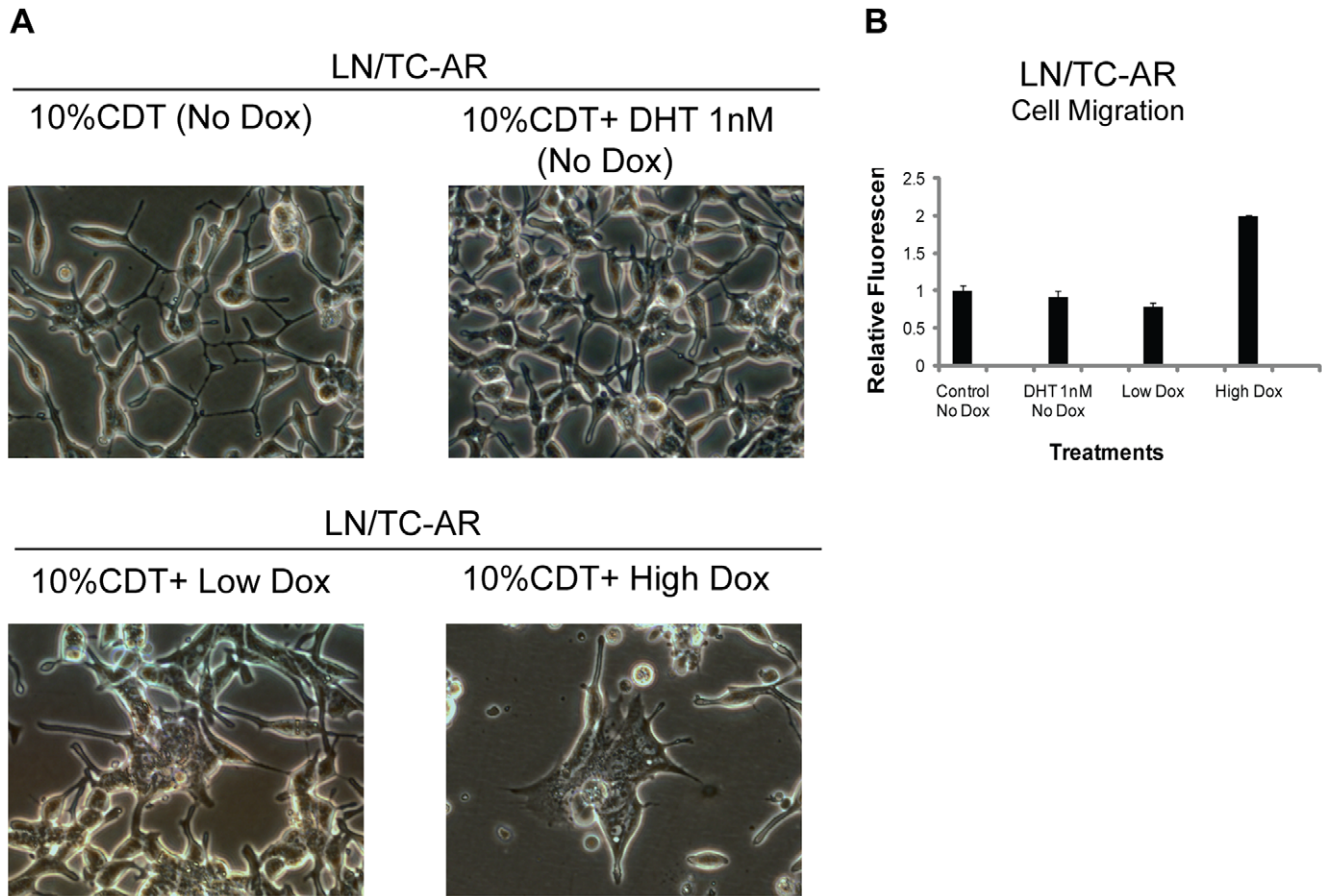 A
LN/TC-AR
10%CDT (No Dox)
10%CDT+ DHT 1nM
(No Dox)
LN/TC-AR
10%CDT+ Low Dox
10%CDT+ High Dox
B
LN/TC-AR
Cell Migration
Relative Fluorescen
2.5
2
1.5
1
0.5
0
Control
No Dox
DHT 1nM
No Dox
Low Dox
High Dox
Treatments